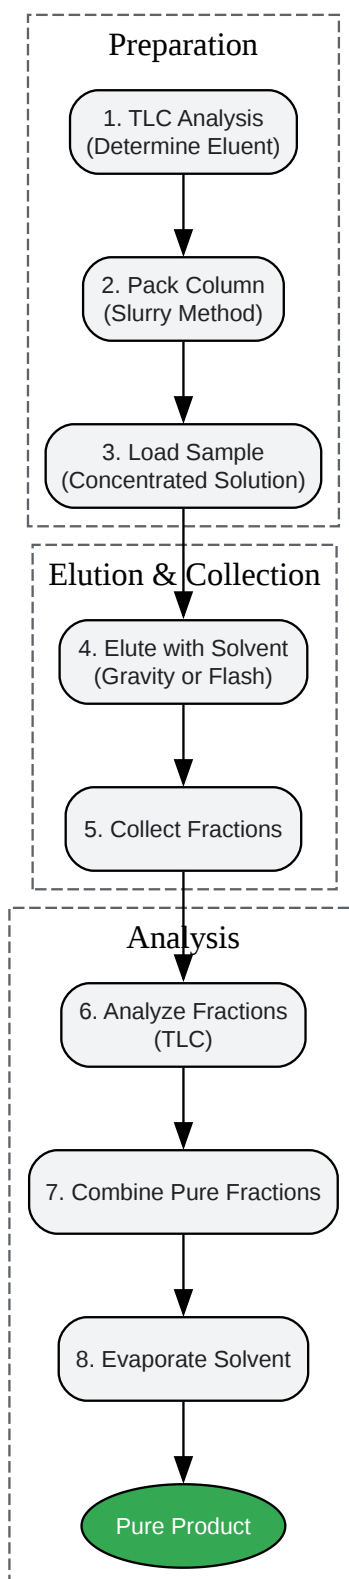 Preparation
1. TLC Analysis
(Determine Eluent)
2. Pack Column
(Slurry Method)
3. Load Sample
(Concentrated Solution)
Elution & Collection
4. Elute with Solvent
(Gravity or Flash)
5. Collect Fractions
Analysis
6. Analyze Fractions
(TLC)
7. Combine Pure Fractions
8. Evaporate Solvent
Pure Product